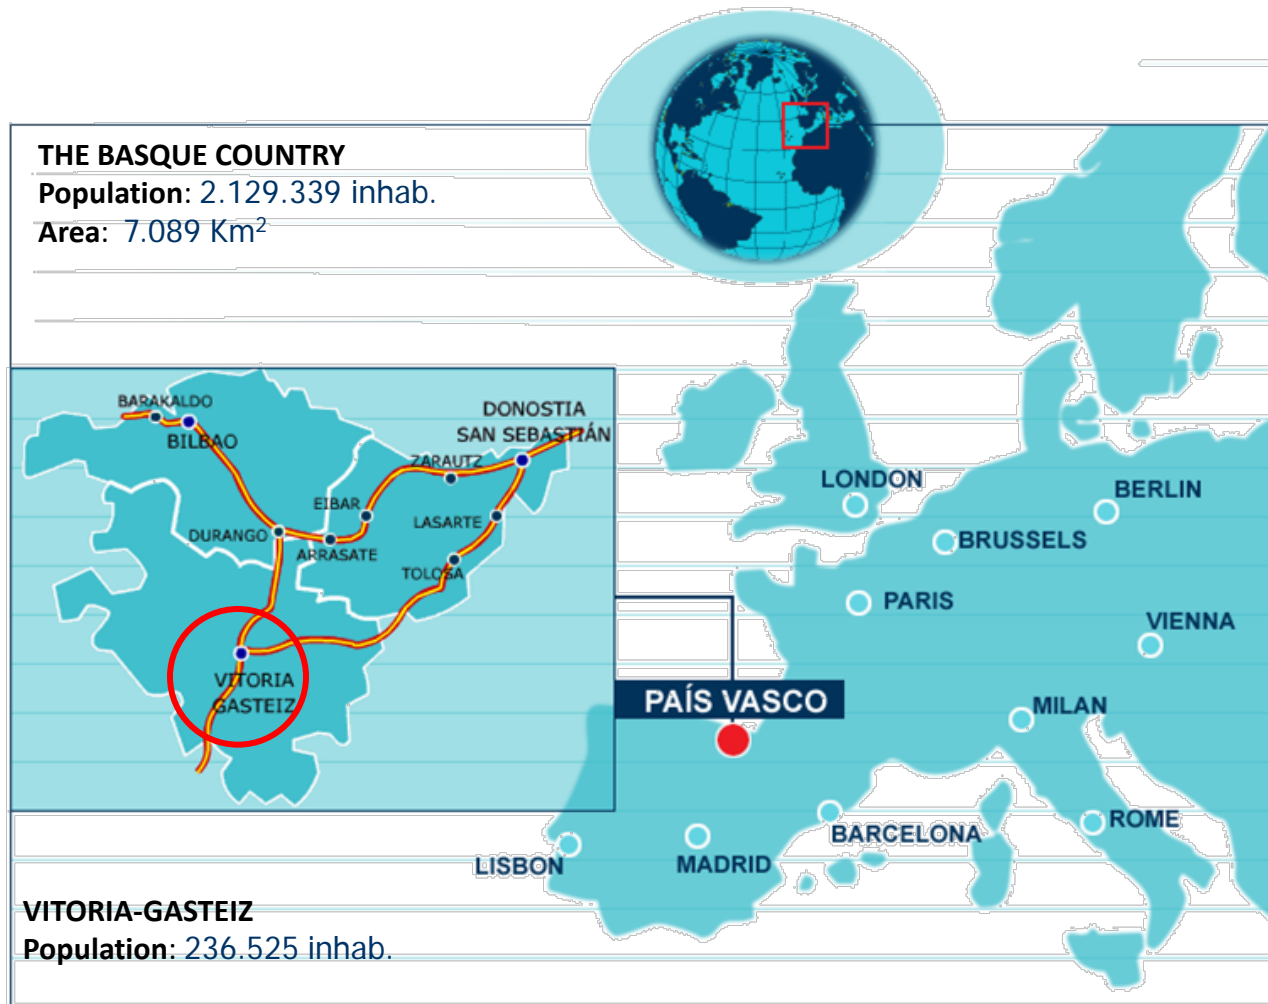 THE BASQUE COUNTRY
Population: 2.129.339 inhab.
Area: 7.089 Km²
BARAKALDO
BILBAO
DONOSTIA
SAN SEBASTIÁN
ZARAUTZ
EIBAR
LASARTE
DURANGO
ARRASATE
TOLOSA
VITORIA
GASTEIZ
LONDON
BERLIN
BRUSSELS
PARIS
VIENNA
PAÍS VASCO
MILAN
ROME
BARCELONA
MADRID
LISBON
VITORIA-GASTEIZ
Population: 236.525 inhab.